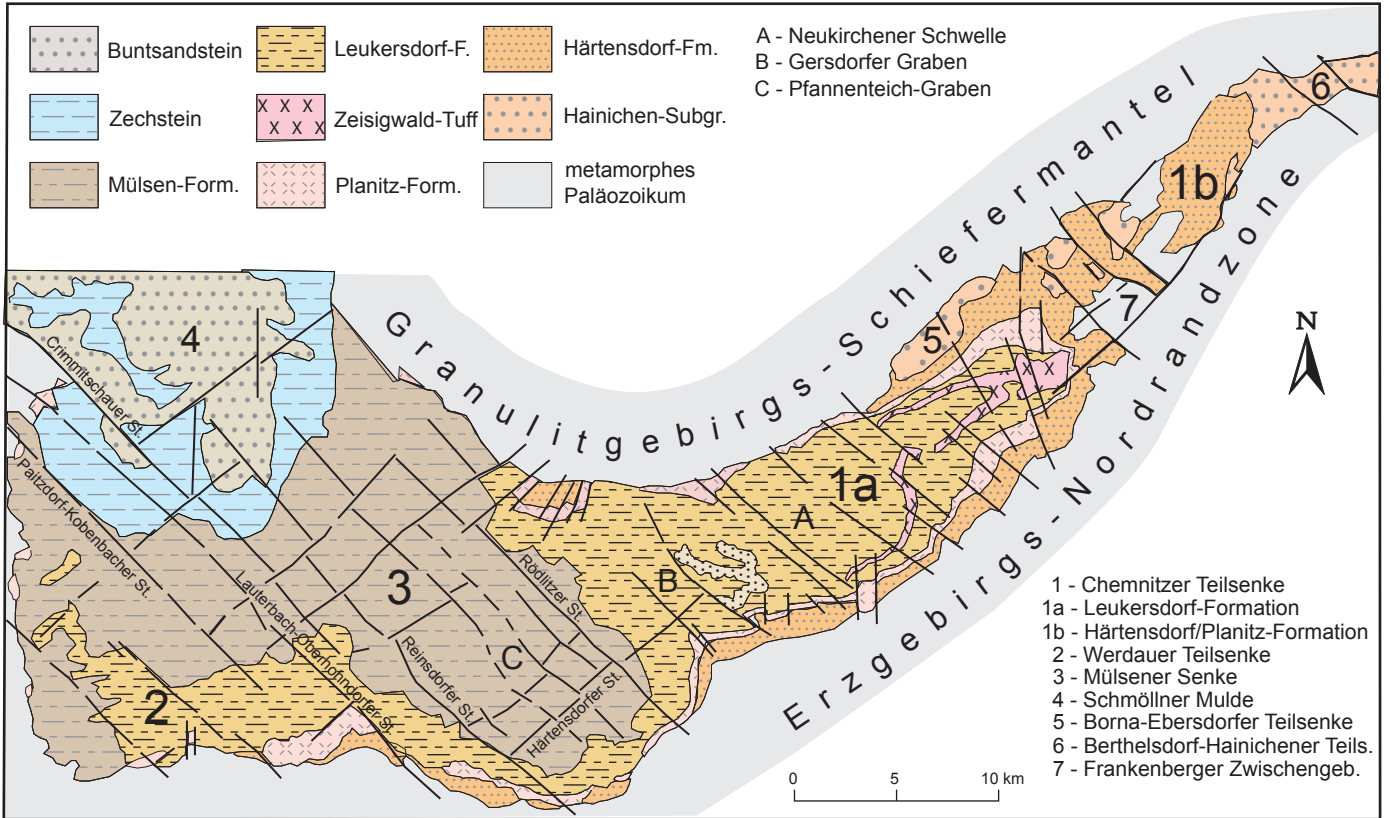 Buntsandstein
Zechstein
Mülsen-Form.
Leukersdorf-F.
Zeisigwald-Tuff
Planitz-Form.
Härtensdorf-Fm.
Hainichen-Subgr.
metamorphes
Paläozoikum
A - Neukirchener Schwelle
B - Gersdorfer Graben
C - Pfannenteich-Graben
Granulitgebirgs-Schiefermantel
Erzgebirgs-Nordrandzone
6
1b
7
5
4
N
Crimmitschauer St.
Paitzdorf-Kobenbacher St.
1a
A
B
3
Rödlitzer St.
Lauterbach-Oberhohndorfer St.
Reinsdorfer St.
C
Härtensdorfer St.
2
1 - Chemnitzer Teilsenke
1a - Leukersdorf-Formation
1b - Härtensdorf/Planitz-Formation
2 - Werdauer Teilsenke
3 - Mülsener Senke
4 - Schmöllner Mulde
5 - Borna-Ebersdorfer Teilsenke
6 - Berthelsdorf-Hainichener Teils.
7 - Frankenberger Zwischengeb.
0 5 10 km